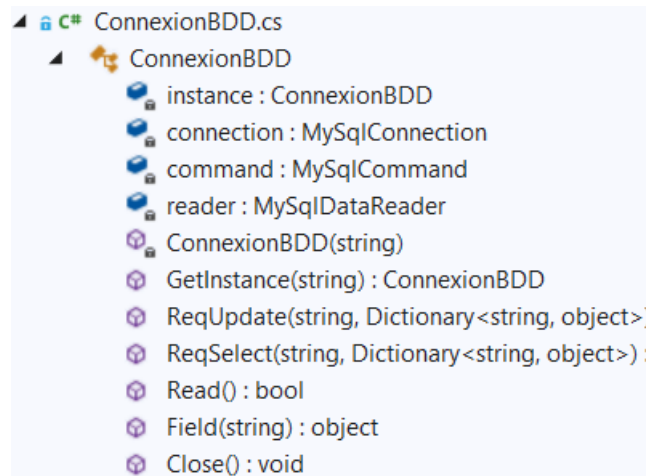 C# ConnexionBDD.cs
ConnexionBDD
instance : ConnexionBDD
connection : MySqlConnection
command : MySqlCommand
reader : MySqlDataReader
ConnexionBDD(string)
GetInstance(string) : ConnexionBDD
ReqUpdate(string, Dictionary<string, object>)
ReqSelect(string, Dictionary<string, object>) :
Read() : bool
Field(string) : object
Close() : void